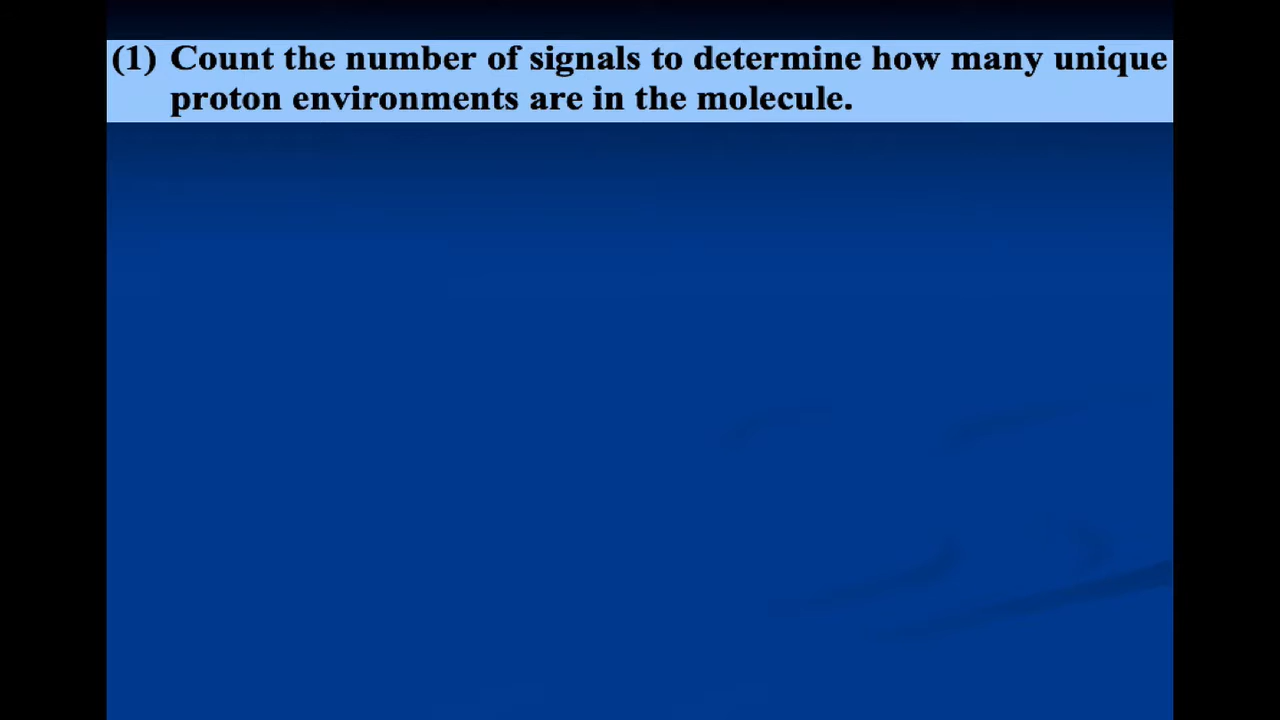 (1) Count the number of signals to determine how many unique
proton environments are in the molecule.